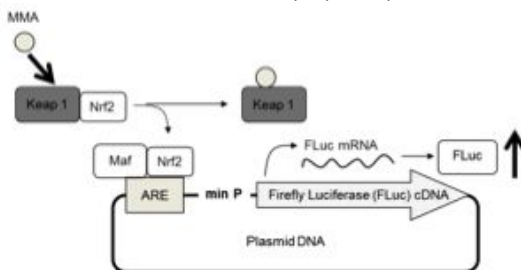 MMA
Keap 1
Nrf2
Keap 1
Maf
Nrf2
FLuc mRNA
FLuc
ARE
min P
Firefly Luciferase (FLuc) cDNA
Plasmid DNA